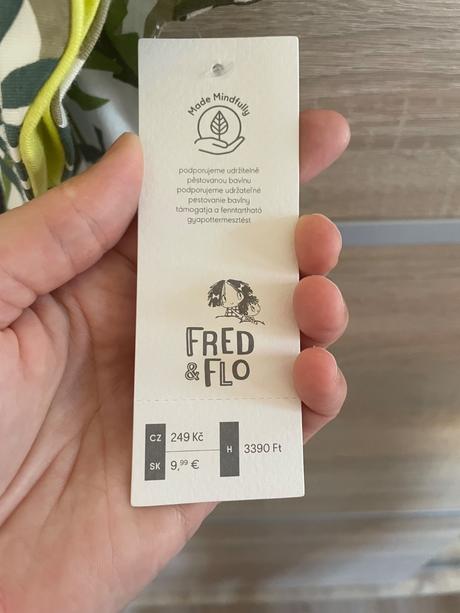 Made Mindfully
podporujeme udržitelně
pěstovanou bavlnu
podporujeme udržateľné
pestovanie bavlny
támogatja a fenntartható
gyapottermesztést
FRED
& FLO
CZ 249 Kč
SK 9,99 €
H 3390 Ft